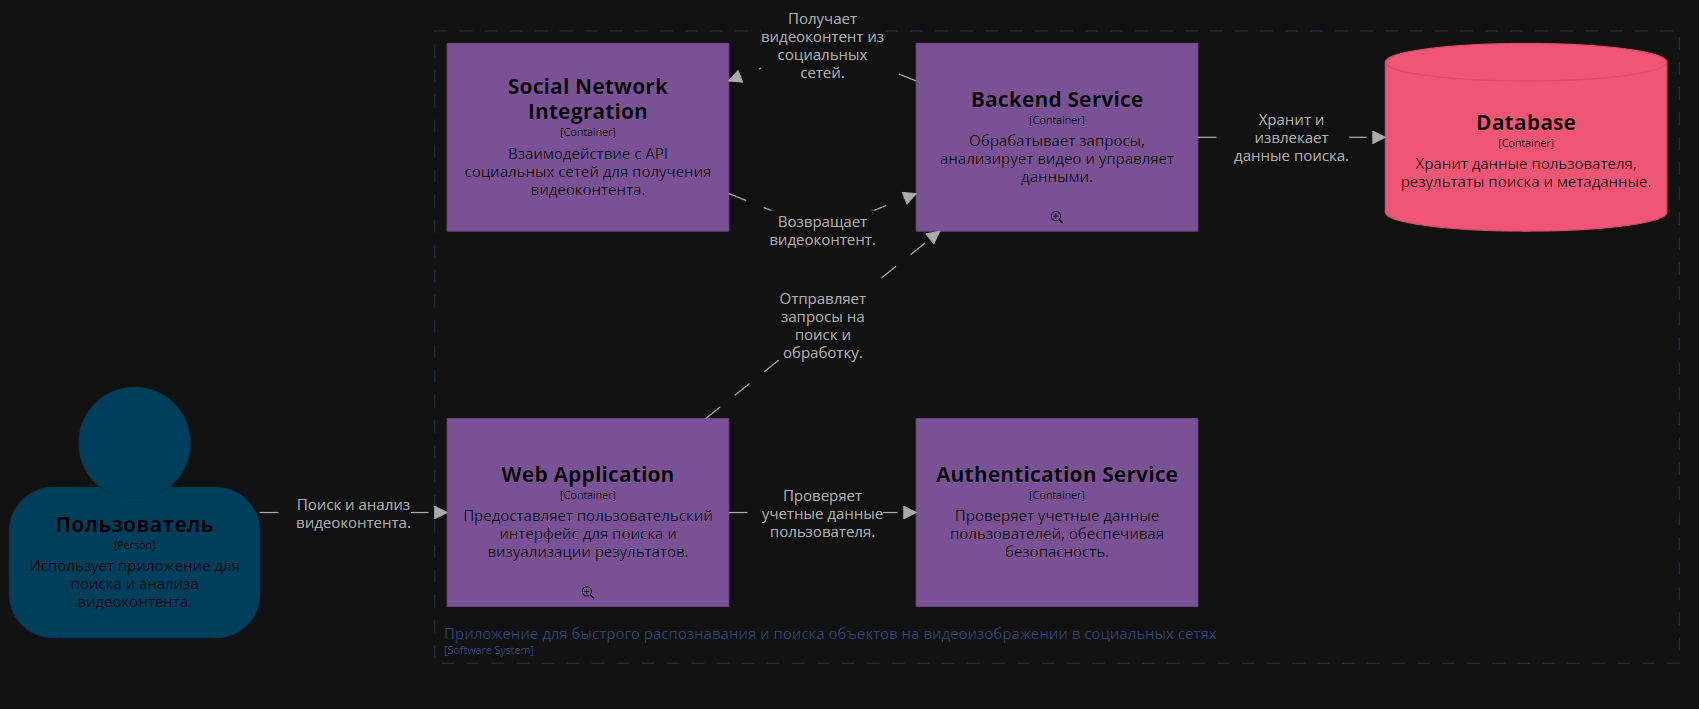 Получает
видеоконтент из
социальных
сетей.
Social Network
Integration
[Container]
Взаимодействие с API
социальных сетей для получения
видеоконтента.
Backend Service
[Container]
Обрабатывает запросы,
анализирует видео и управляет
данными.
Хранит и
извлекает
данные поиска.
Database
[Container]
Хранит данные пользователя,
результаты поиска и метаданные.
Возвращает
видеоконтент.
Отправляет
запросы на
поиск и
обработку.
Пользователь
[Person]
Использует приложение для
поиска и анализа
видеоконтента.
Поиск и анализ
видеоконтента.
Web Application
[Container]
Предоставляет пользовательский
интерфейс для поиска и
визуализации результатов.
Проверяет
учетные данные
пользователя.
Authentication Service
[Container]
Проверяет учетные данные
пользователей, обеспечивая
безопасность.
Приложение для быстрого распознавания и поиска объектов на видеоизображении в социальных сетях
[Software System]